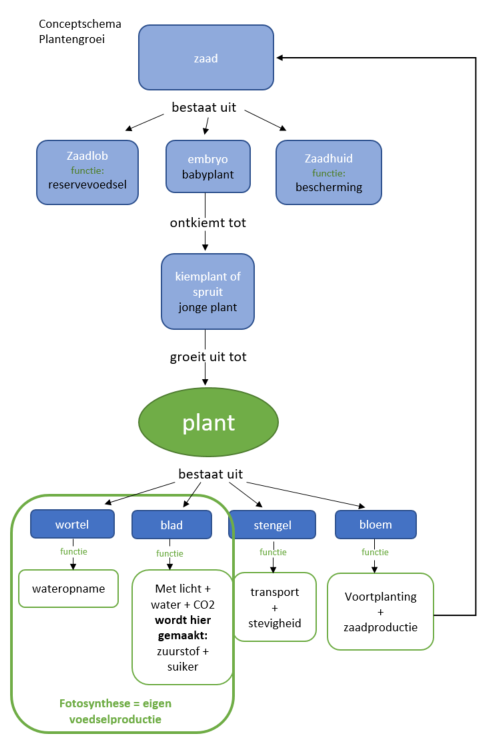 Conceptschema
Plantengroei
zaad
bestaat uit
Zaadlob
functie:
reservevoedsel
embryo
babyplant
Zaadhuid
functie:
bescherming
ontkiemt tot
kiemplant of
spruit
jonge plant
groeit uit tot
plant
bestaat uit
wortel
blad
stengel
bloem
functie
functie
functie
functie
wateropname
Met licht +
water + CO2
wordt hier
gemaakt:
zuurstof +
suiker
transport
+
stevigheid
Voortplanting
+
zaadproductie
Fotosynthese = eigen
voedselproductie